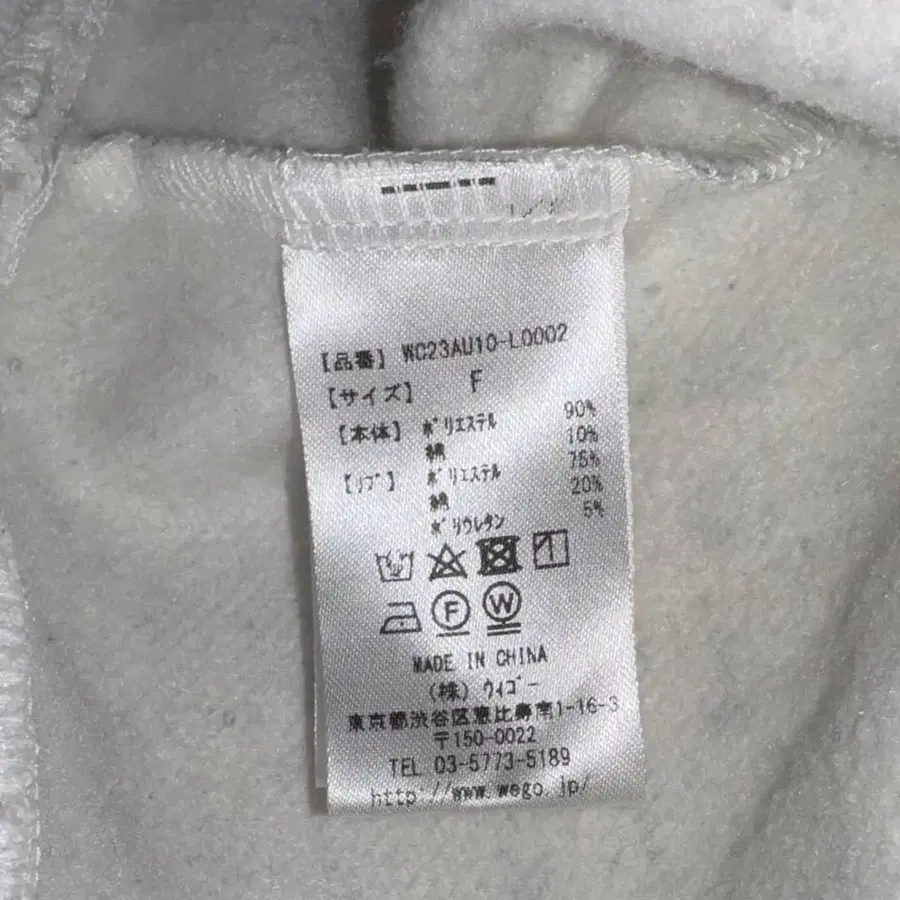 【品番】 WC23AU10-L0002
【サイズ】 F
【本体】 ポリエステル 90%
綿 10%
【リブ】 ポリエステル 75%
綿 20%
ポリウレタン 5%
F W
MADE IN CHINA
(株) ウィゴー
東京都渋谷区恵比寿南1-16-3
〒150-0022
TEL 03-5773-5189
http://www.wego.jp/